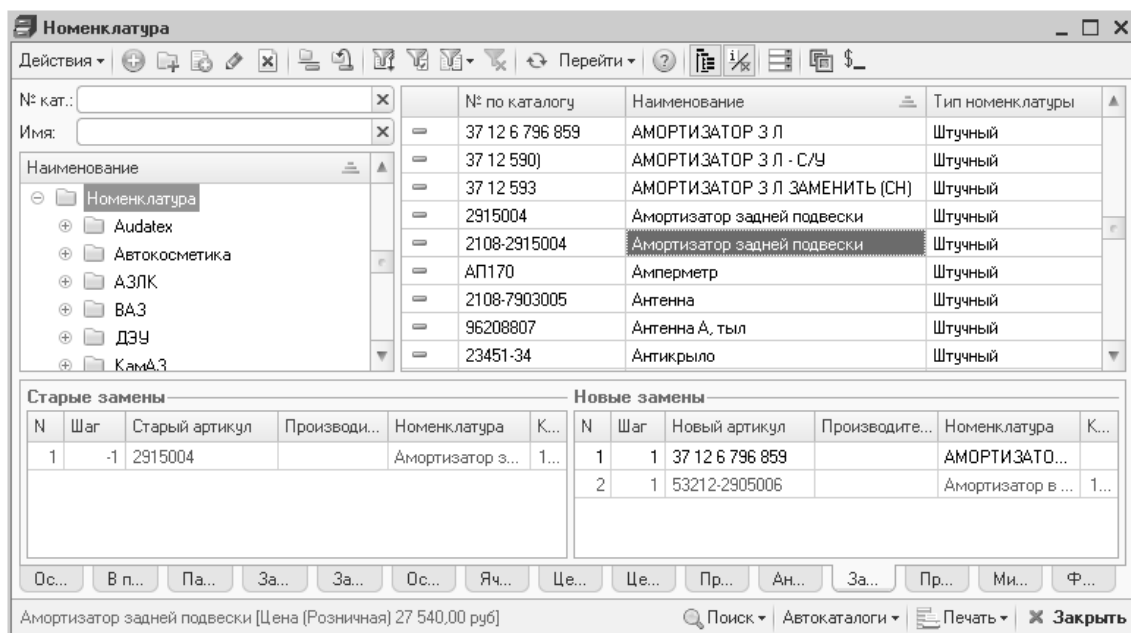 Номенклатура
Действия Перейти $_
№ кат.:
Имя:
Наименование
Номенклатура
Audatex
Автокосметика
АЗЛК
ВАЗ
ДЭУ
КамАЗ
№ по каталогу Наименование Тип номенклатуры
37 12 6 796 859 АМОРТИЗАТОР З Л Штучный
37 12 590) АМОРТИЗАТОР З Л - С/У Штучный
37 12 593 АМОРТИЗАТОР З Л ЗАМЕНИТЬ (СН) Штучный
2915004 Амортизатор задней подвески Штучный
2108-2915004 Амортизатор задней подвески Штучный
АП170 Амперметр Штучный
2108-7903005 Антенна Штучный
96208807 Антенна А, тыл Штучный
23451-34 Антикрыло Штучный
Старые замены
N Шаг Старый артикул Производи... Номенклатура К...
1 -1 2915004 Амортизатор з... 1...
Новые замены
N Шаг Новый артикул Производите... Номенклатура К...
1 1 37 12 6 796 859 АМОРТИЗАТО...
2 1 53212-2905006 Амортизатор в ... 1...
Ос... В п... Па... За... За... Ос... Яч... Це... Це... Пр... Ан... За... Пр... Ми... Ф...
Амортизатор задней подвески [Цена (Розничная) 27 540,00 руб] Поиск Автокаталоги Печать Закрыть